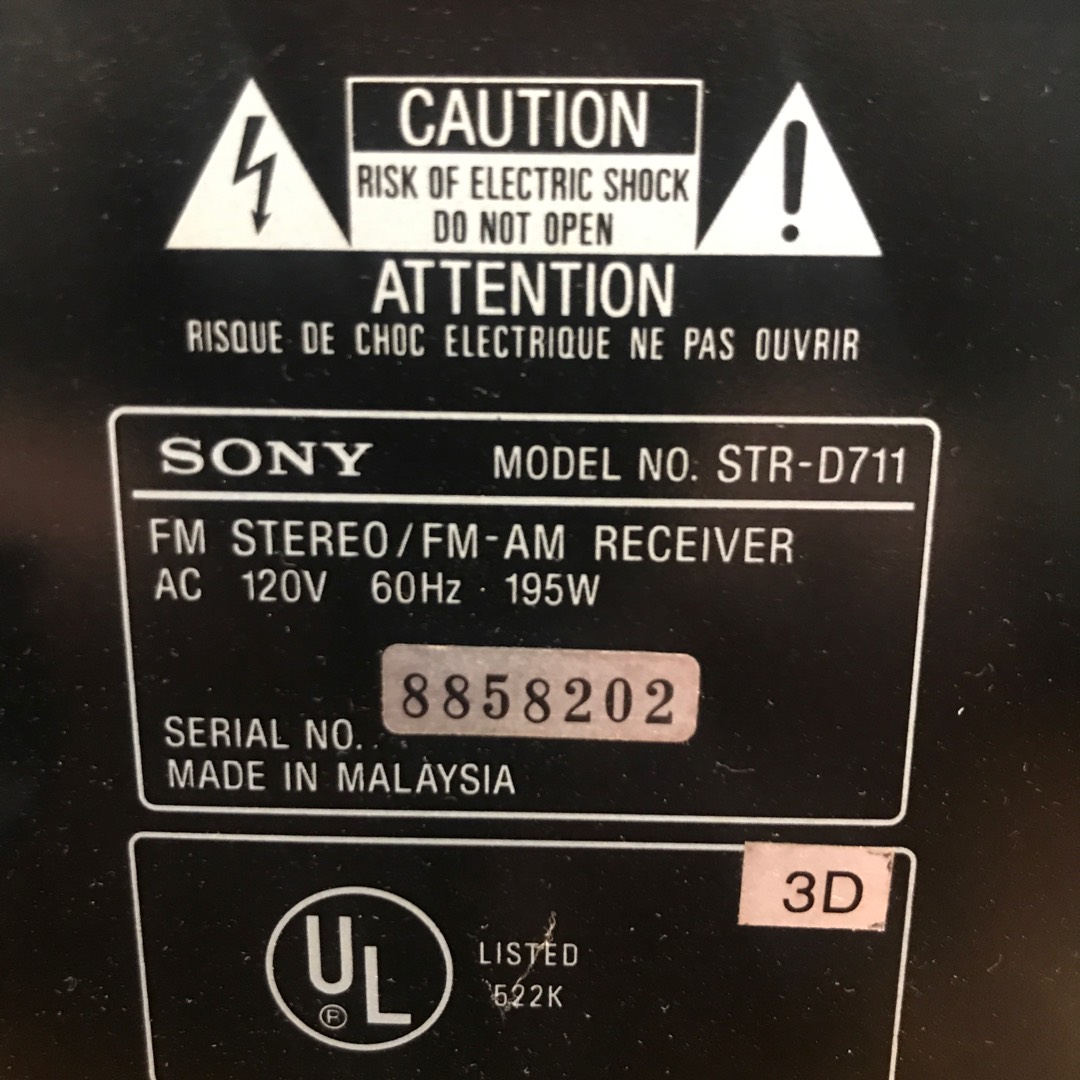 CAUTION
RISK OF ELECTRIC SHOCK
DO NOT OPEN
ATTENTION
RISQUE DE CHOC ELECTRIQUE NE PAS OUVRIR
SONY MODEL NO. STR-D711
FM STEREO/FM-AM RECEIVER
AC 120V 60Hz 195W
8858202
SERIAL NO.
MADE IN MALAYSIA
3D
UL®
LISTED
522K